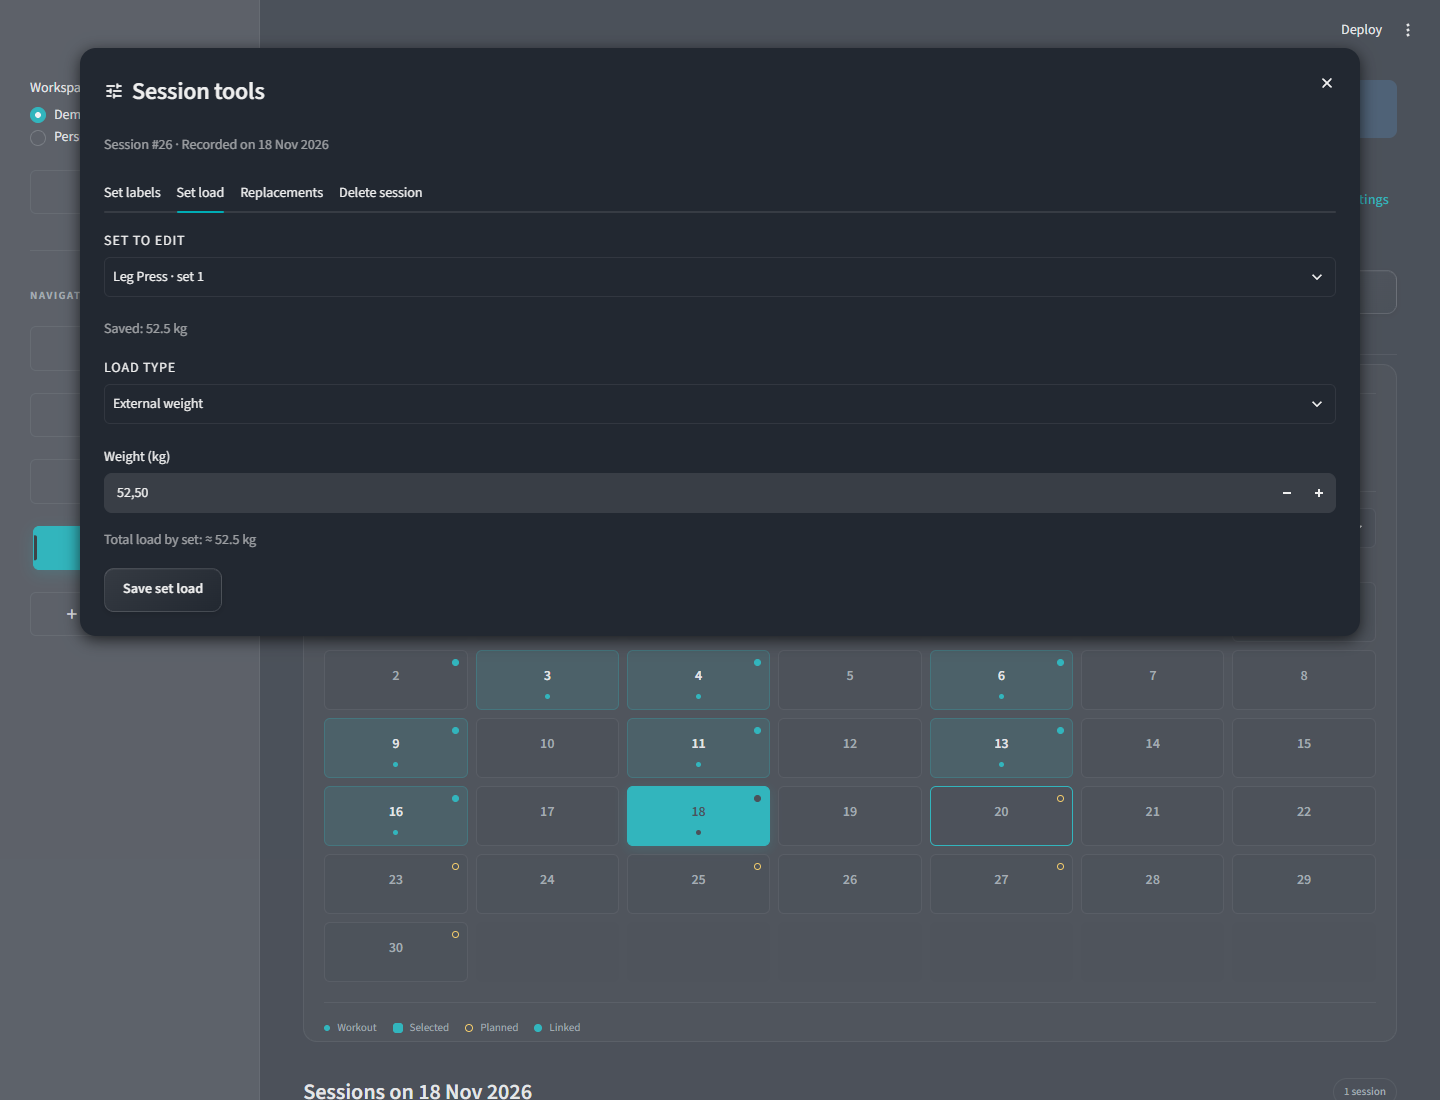 Deploy
Workspa
Dem
Pers
NAVIGAT
+
tings
Session tools
Session #26 · Recorded on 18 Nov 2026
Set labels Set load Replacements Delete session
SET TO EDIT
Leg Press · set 1
Saved: 52.5 kg
LOAD TYPE
External weight
Weight (kg)
52,50
Total load by set: ≈ 52.5 kg
Save set load
2 3 4 5 6 7 8
9 10 11 12 13 14 15
16 17 18 19 20 21 22
23 24 25 26 27 28 29
30
Workout Selected Planned Linked
Sessions on 18 Nov 2026
1 session